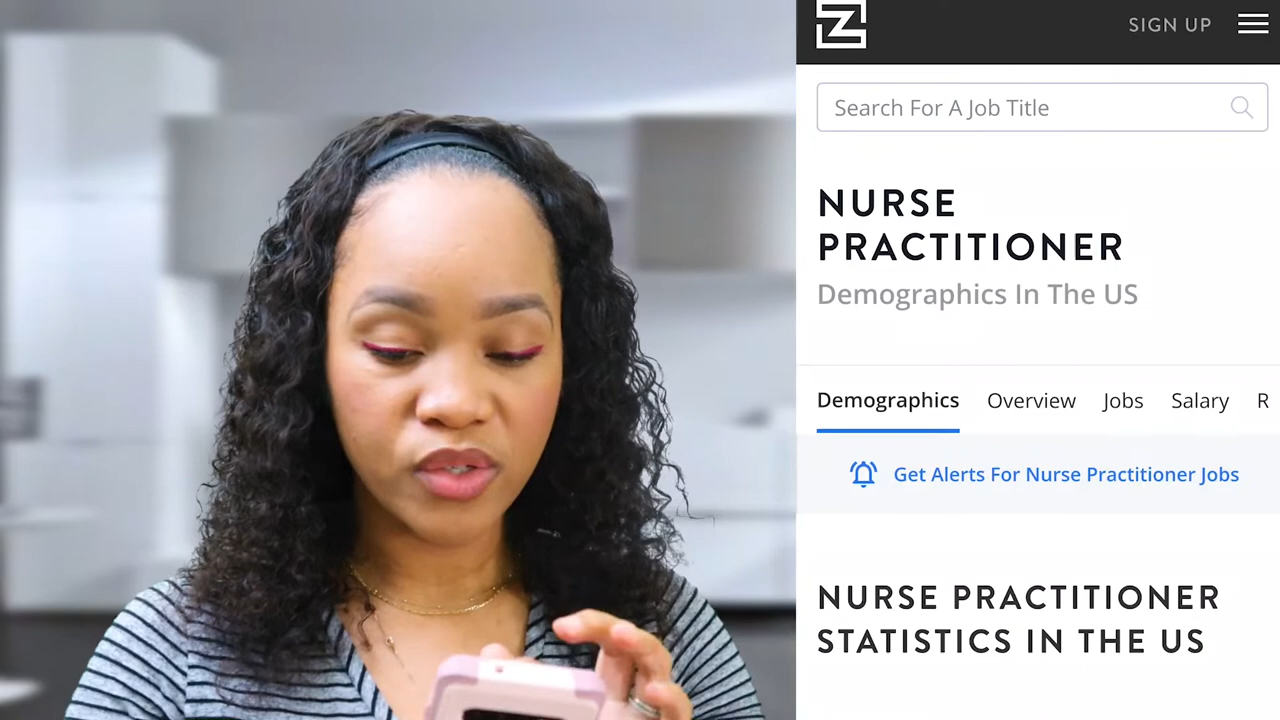 Z
SIGN UP
Search For A Job Title
NURSE
PRACTITIONER
Demographics In The US
Demographics Overview Jobs Salary R
Get Alerts For Nurse Practitioner Jobs
NURSE PRACTITIONER
STATISTICS IN THE US